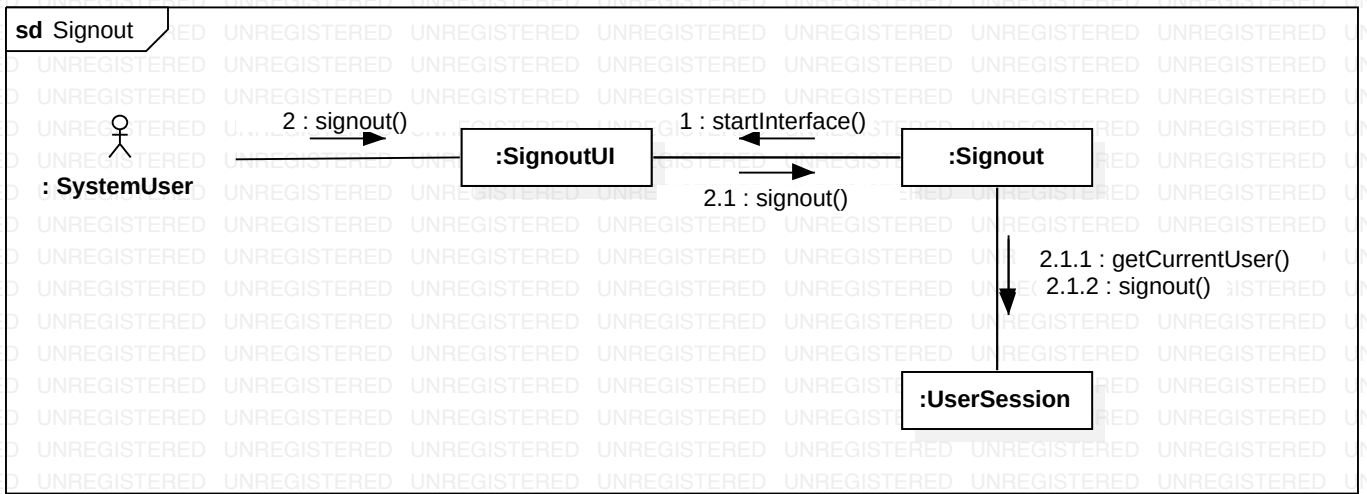 sd Signout
2 : signout()
1 : startInterface()
: SystemUser
:SignoutUI
:Signout
2.1 : signout()
2.1.1 : getCurrentUser()
2.1.2 : signout()
:UserSession
UNREGISTERED